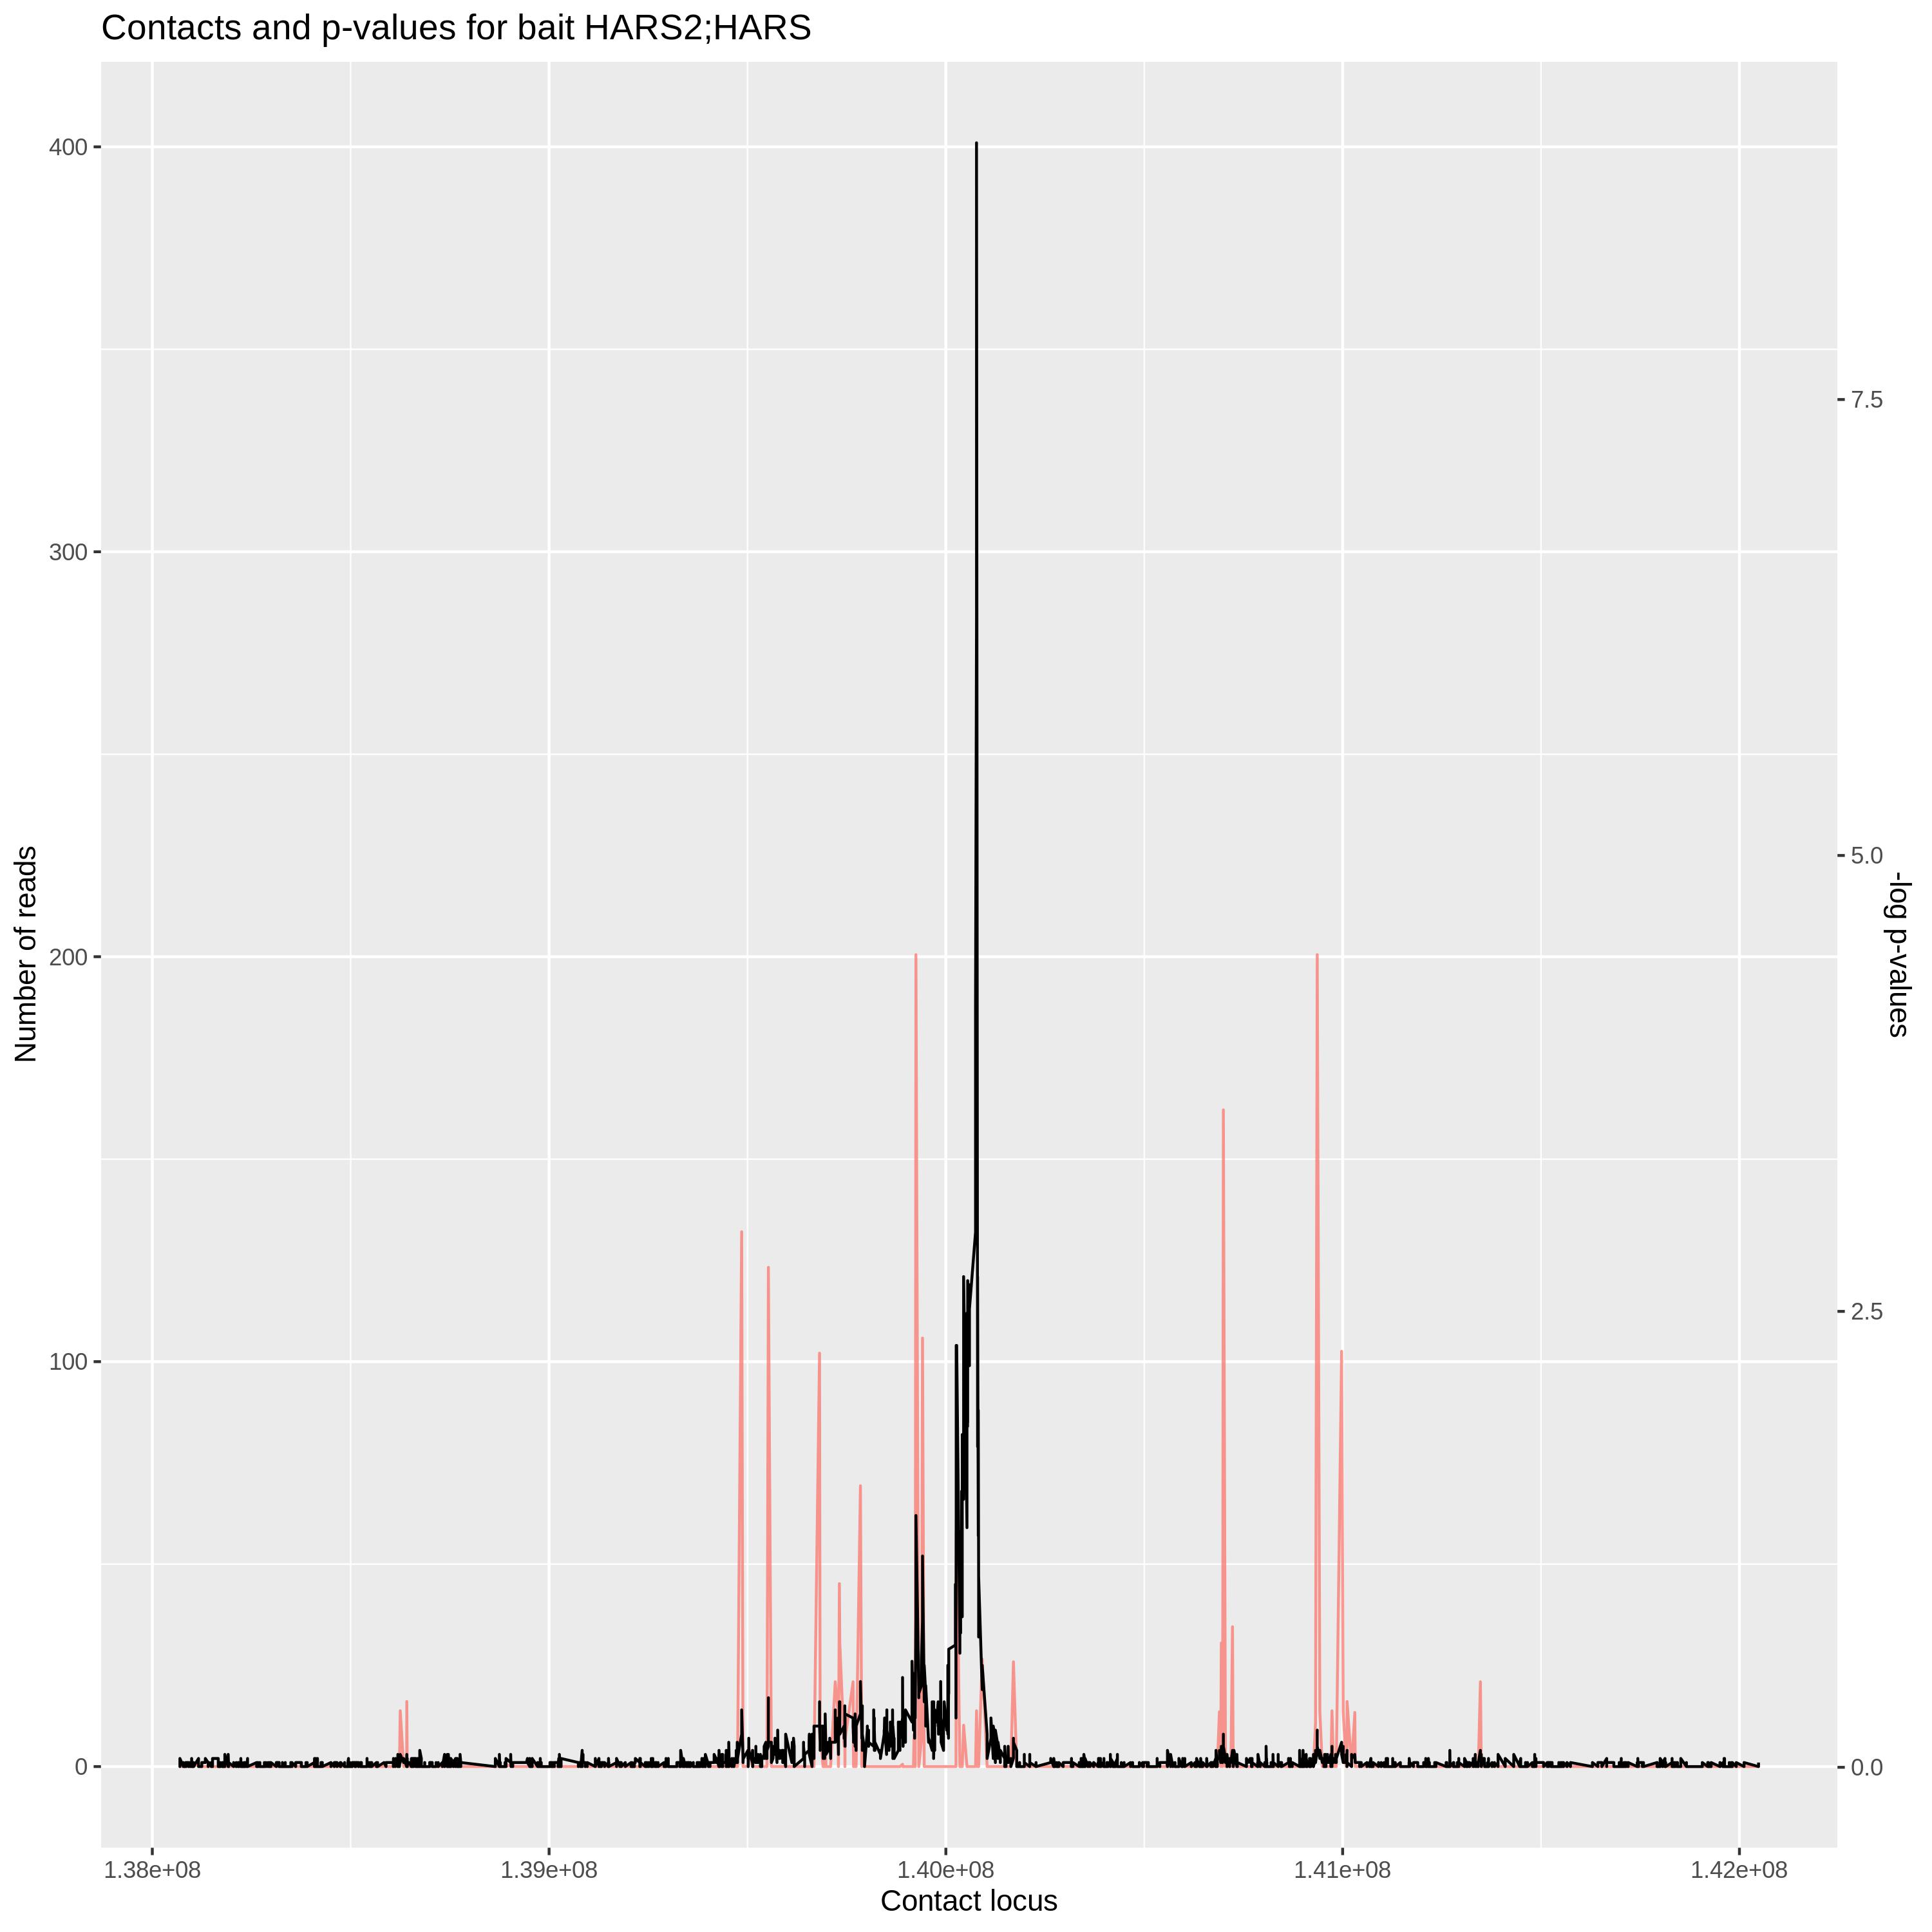 Contacts and p-values for bait HARS2;HARS
400
300
200
100
0
Number of reads
7.5
5.0
2.5
0.0
-log p-values
1.38e+08
1.39e+08
1.40e+08
1.41e+08
1.42e+08
Contact locus